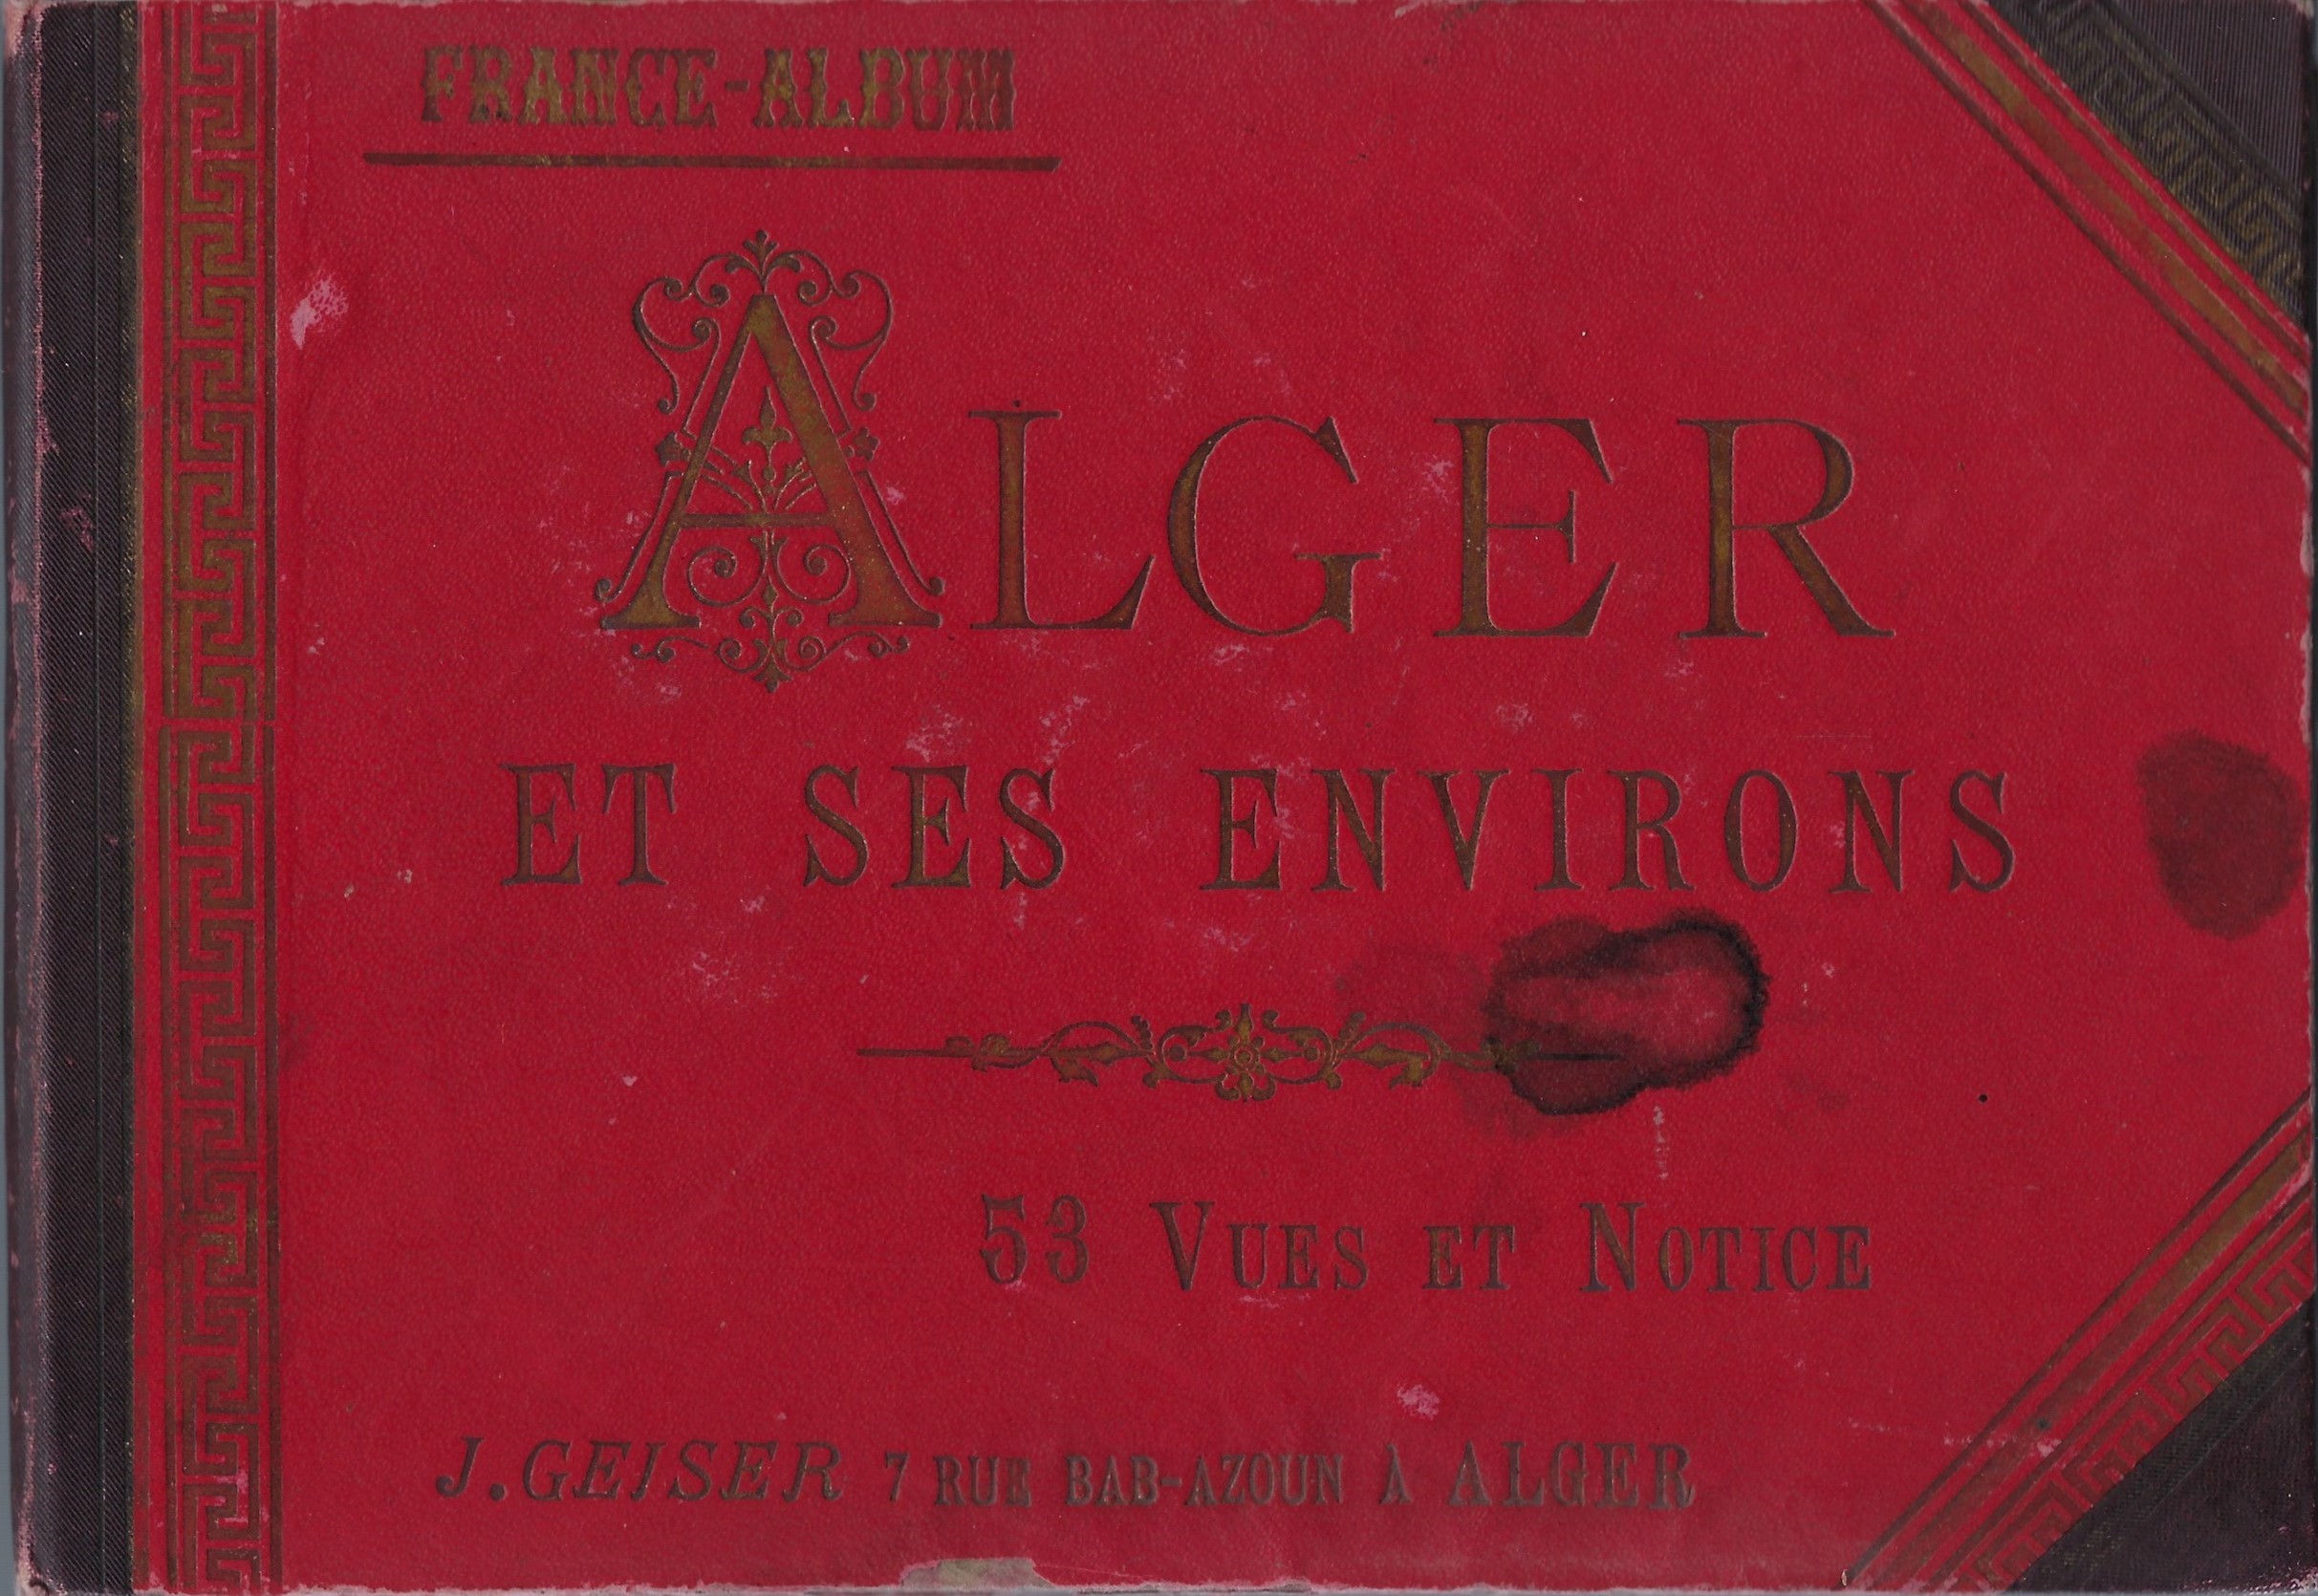 FRANCE-ALBUM
ALGER
ET SES ENVIRONS
53 VUES ET NOTICE
J. GEISER 7 RUE BAB-AZOUN A ALGER